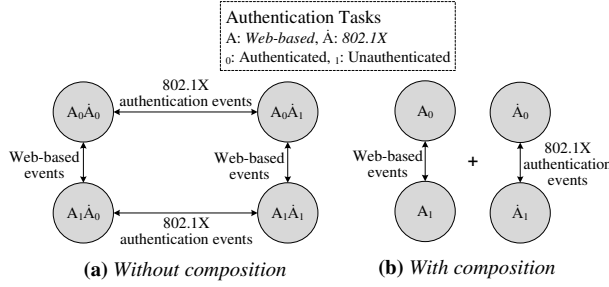 Authentication Tasks
A: Web-based, Ȧ: 802.1X
₀: Authenticated, ₁: Unauthenticated
802.1X
authentication events
A₀Ȧ₀
A₀Ȧ₁
Web-based
events
Web-based
events
A₁Ȧ₀
A₁Ȧ₁
802.1X
authentication events
(a) Without composition
A₀
Ȧ₀
Web-based
events
+
802.1X
authentication
events
A₁
Ȧ₁
(b) With composition